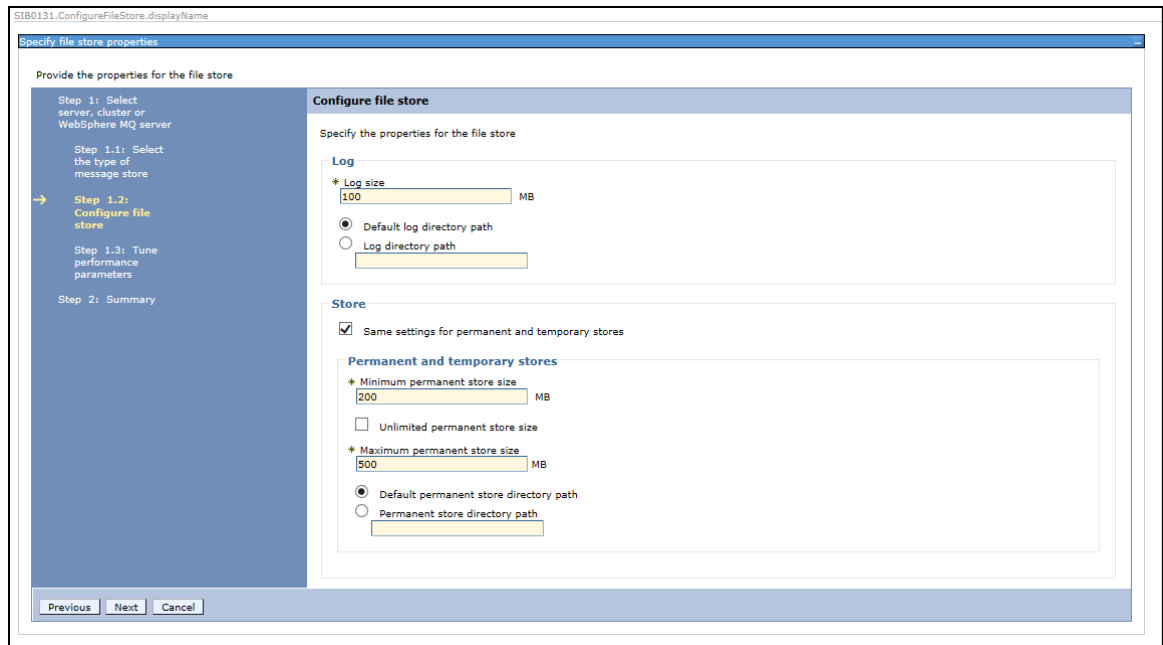 SIB0131.ConfigureFileStore.displayName
Specify file store properties
Provide the properties for the file store
Step 1: Select
server, cluster or
WebSphere MQ server
Step 1.1: Select
the type of
message store
Step 1.2:
Configure file
store
Step 1.3: Tune
performance
parameters
Step 2: Summary
Configure file store
Specify the properties for the file store
Log
* Log size
100 MB
Default log directory path
Log directory path
Store
Same settings for permanent and temporary stores
Permanent and temporary stores
* Minimum permanent store size
200 MB
Unlimited permanent store size
* Maximum permanent store size
500 MB
Default permanent store directory path
Permanent store directory path
Previous Next Cancel